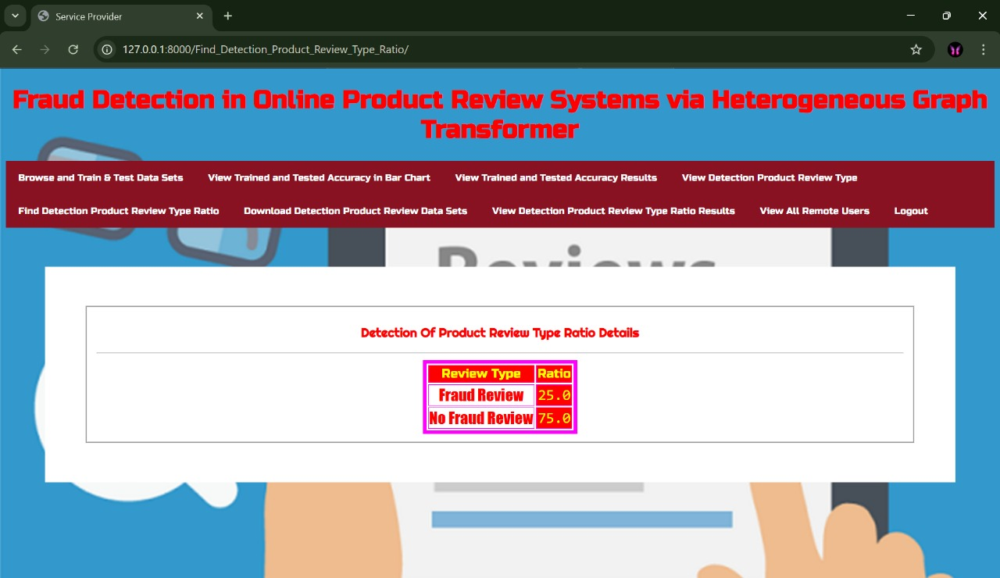 Service Provider
127.0.0.1:8000/Find_Detection_Product_Review_Type_Ratio/
Fraud Detection in Online Product Review Systems via Heterogeneous Graph
Transformer
Browse and Train & Test Data Sets View Trained and Tested Accuracy in Bar Chart View Trained and Tested Accuracy Results View Detection Product Review Type
Find Detection Product Review Type Ratio Download Detection Product Review Data Sets View Detection Product Review Type Ratio Results View All Remote Users Logout
Reviews
Detection Of Product Review Type Ratio Details
Review Type Ratio
Fraud Review 25.0
No Fraud Review 75.0